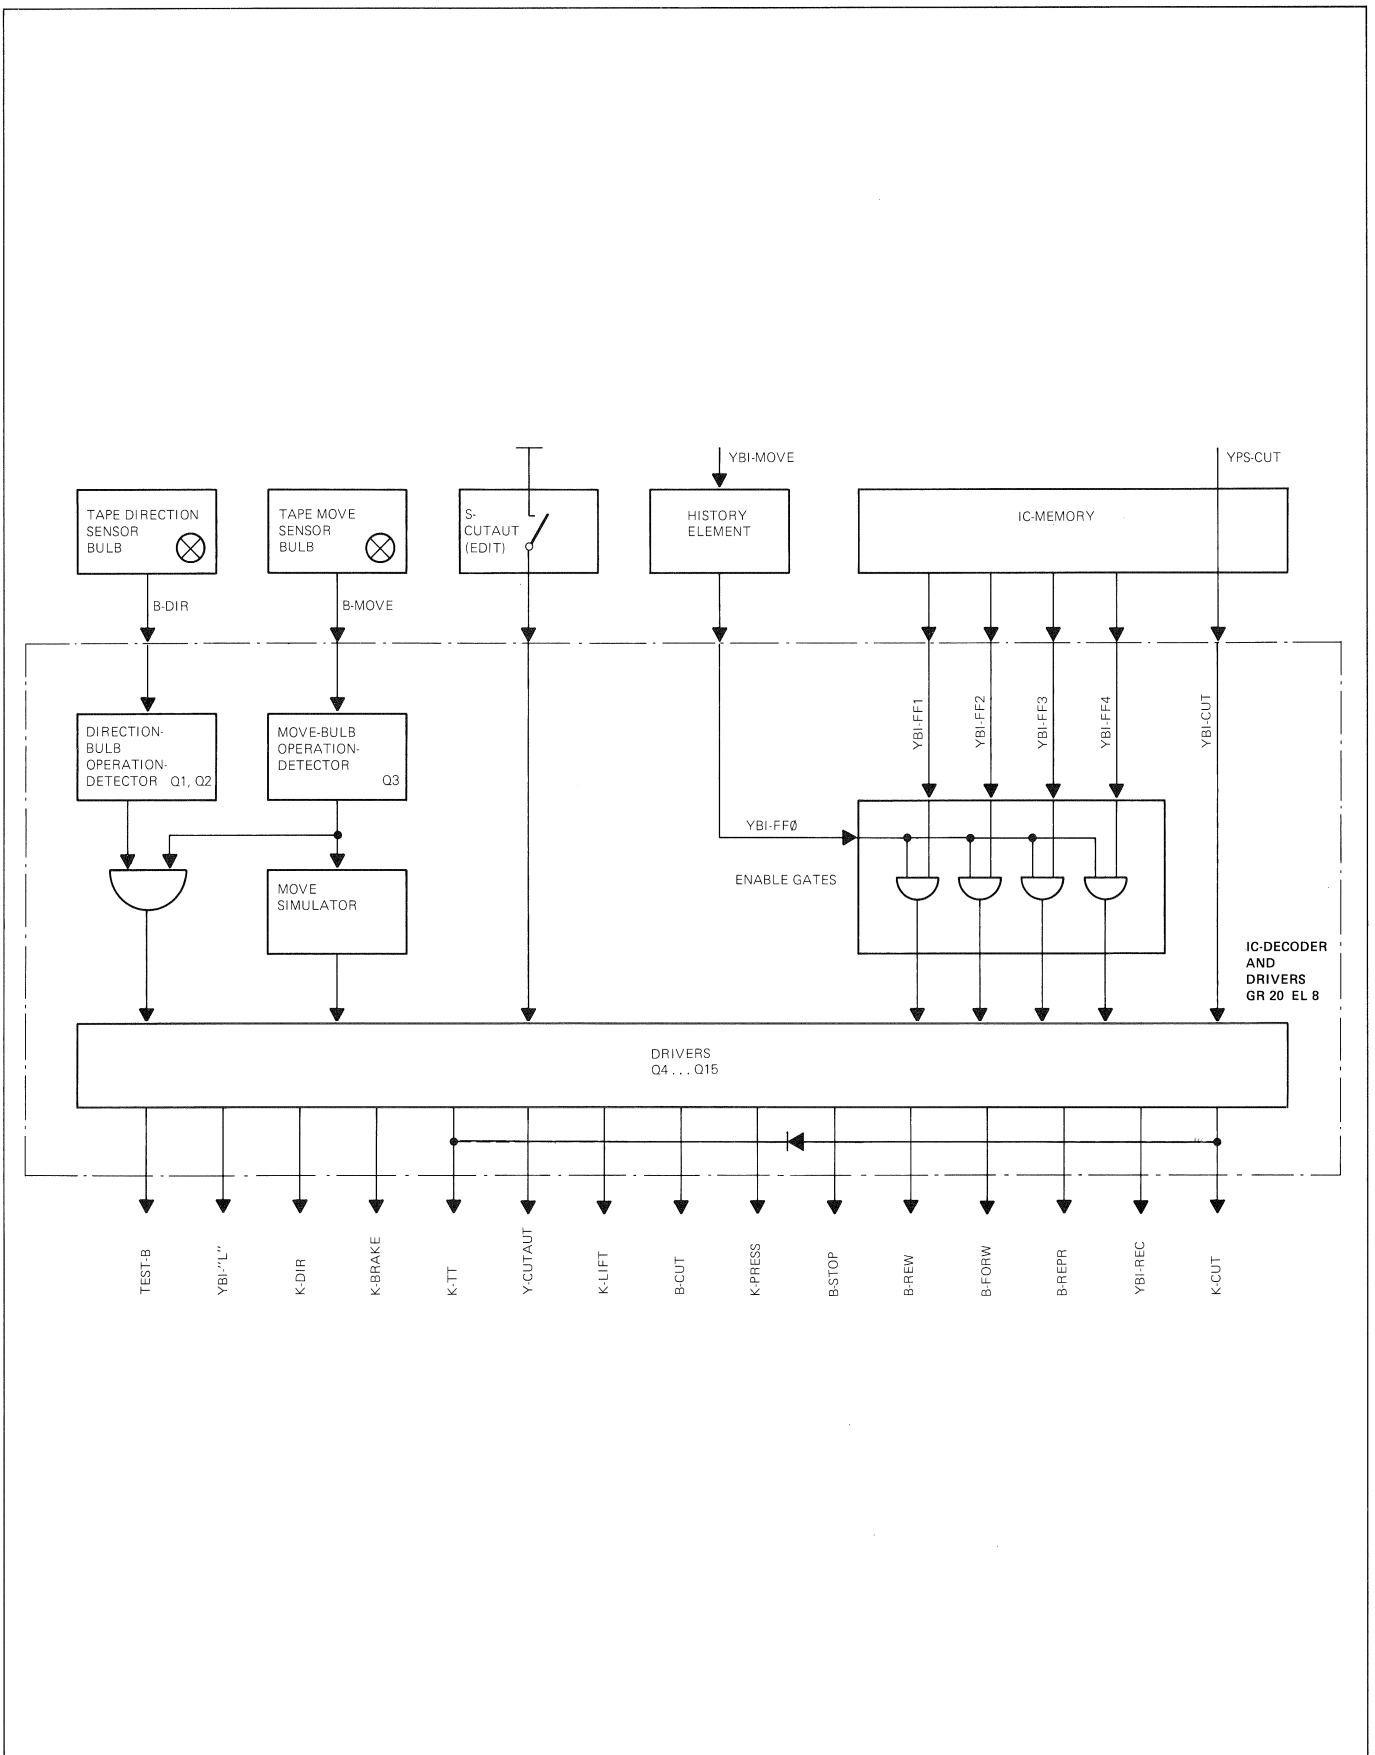 YBI-MOVE
YPS-CUT
TAPE DIRECTION
SENSOR
BULB
TAPE MOVE
SENSOR
BULB
S-
CUTAUT
(EDIT)
HISTORY
ELEMENT
IC-MEMORY
B-DIR
B-MOVE
YBI-FF1
YBI-FF2
YBI-FF3
YBI-FF4
YBI-CUT
DIRECTION-
BULB
OPERATION-
DETECTOR Q1, Q2
MOVE-BULB
OPERATION-
DETECTOR
Q3
YBI-FFØ
ENABLE GATES
MOVE
SIMULATOR
IC-DECODER
AND
DRIVERS
GR 20 EL 8
DRIVERS
Q4 . . . Q15
TEST-B
YBI-"L"
K-DIR
K-BRAKE
K-TT
Y-CUTAUT
K-LIFT
B-CUT
K-PRESS
B-STOP
B-REW
B-FORW
B-REPR
YBI-REC
K-CUT